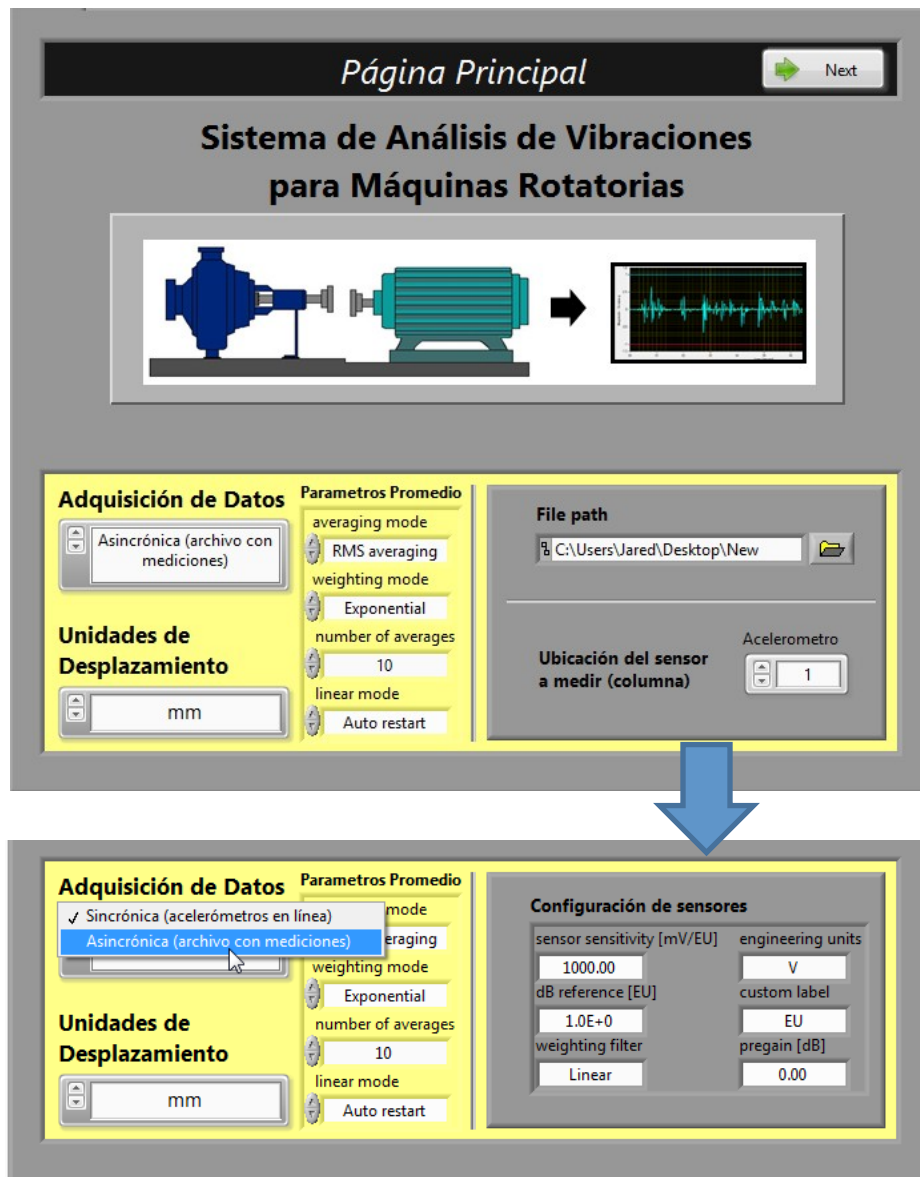 Página Principal
Next
Sistema de Análisis de Vibraciones
para Máquinas Rotatorias
Adquisición de Datos
Asincrónica (archivo con
mediciones)
Unidades de
Desplazamiento
mm
Parametros Promedio
averaging mode
RMS averaging
weighting mode
Exponential
number of averages
10
linear mode
Auto restart
File path
C:\Users\Jared\Desktop\New
Ubicación del sensor
a medir (columna)
Acelerometro
1
Adquisición de Datos
Sincrónica (acelerómetros en línea)
Asincrónica (archivo con mediciones)
Unidades de
Desplazamiento
mm
Parametros Promedio
mode
eraging
weighting mode
Exponential
number of averages
10
linear mode
Auto restart
Configuración de sensores
sensor sensitivity [mV/EU]
1000.00
engineering units
V
dB reference [EU]
1.0E+0
custom label
EU
weighting filter
Linear
pregain [dB]
0.00